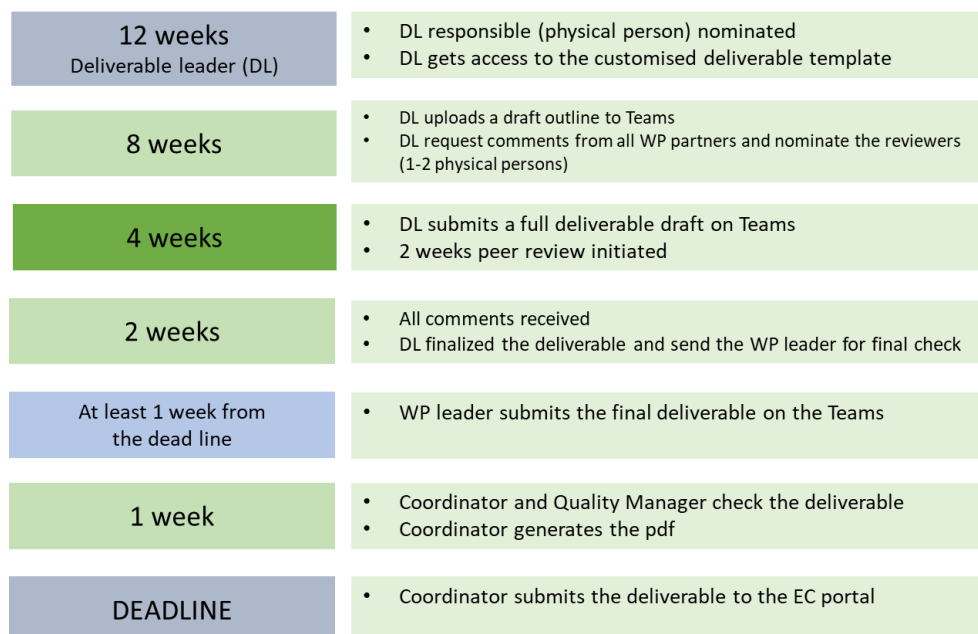 12 weeks
Deliverable leader (DL)
• DL responsible (physical person) nominated
• DL gets access to the customised deliverable template
8 weeks
• DL uploads a draft outline to Teams
• DL request comments from all WP partners and nominate the reviewers
(1-2 physical persons)
4 weeks
• DL submits a full deliverable draft on Teams
• 2 weeks peer review initiated
2 weeks
• All comments received
• DL finalized the deliverable and send the WP leader for final check
At least 1 week from
the dead line
• WP leader submits the final deliverable on the Teams
1 week
• Coordinator and Quality Manager check the deliverable
• Coordinator generates the pdf
DEADLINE
• Coordinator submits the deliverable to the EC portal